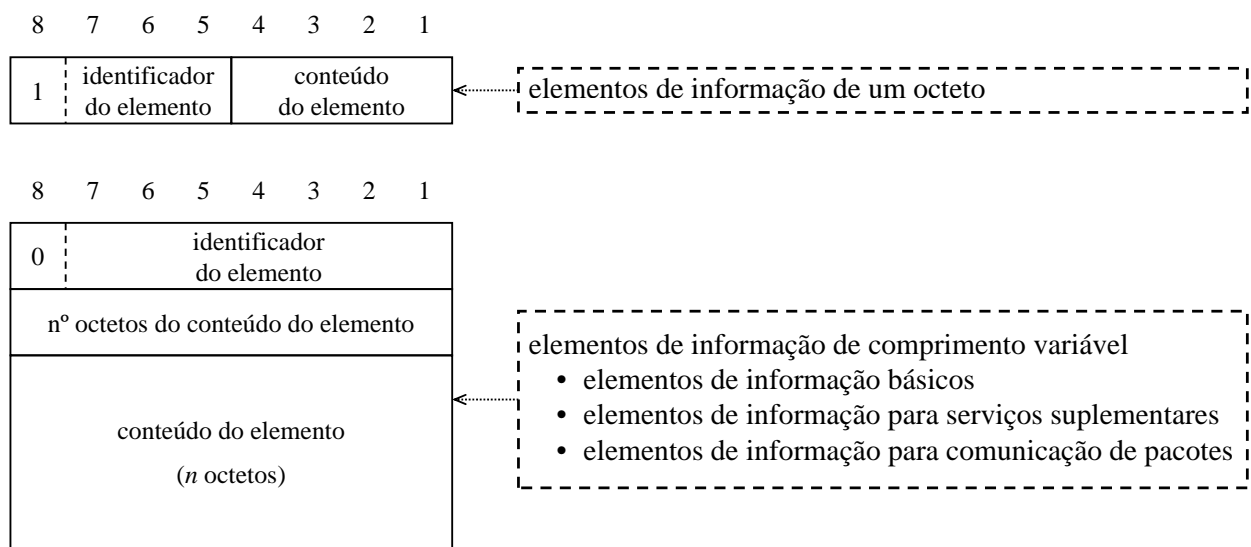 8 7 6 5 4 3 2 1
1
identificador
do elemento
conteúdo
do elemento
elementos de informação de um octeto
8 7 6 5 4 3 2 1
0
identificador
do elemento
nº octetos do conteúdo do elemento
conteúdo do elemento
(n octetos)
elementos de informação de comprimento variável
• elementos de informação básicos
• elementos de informação para serviços suplementares
• elementos de informação para comunicação de pacotes